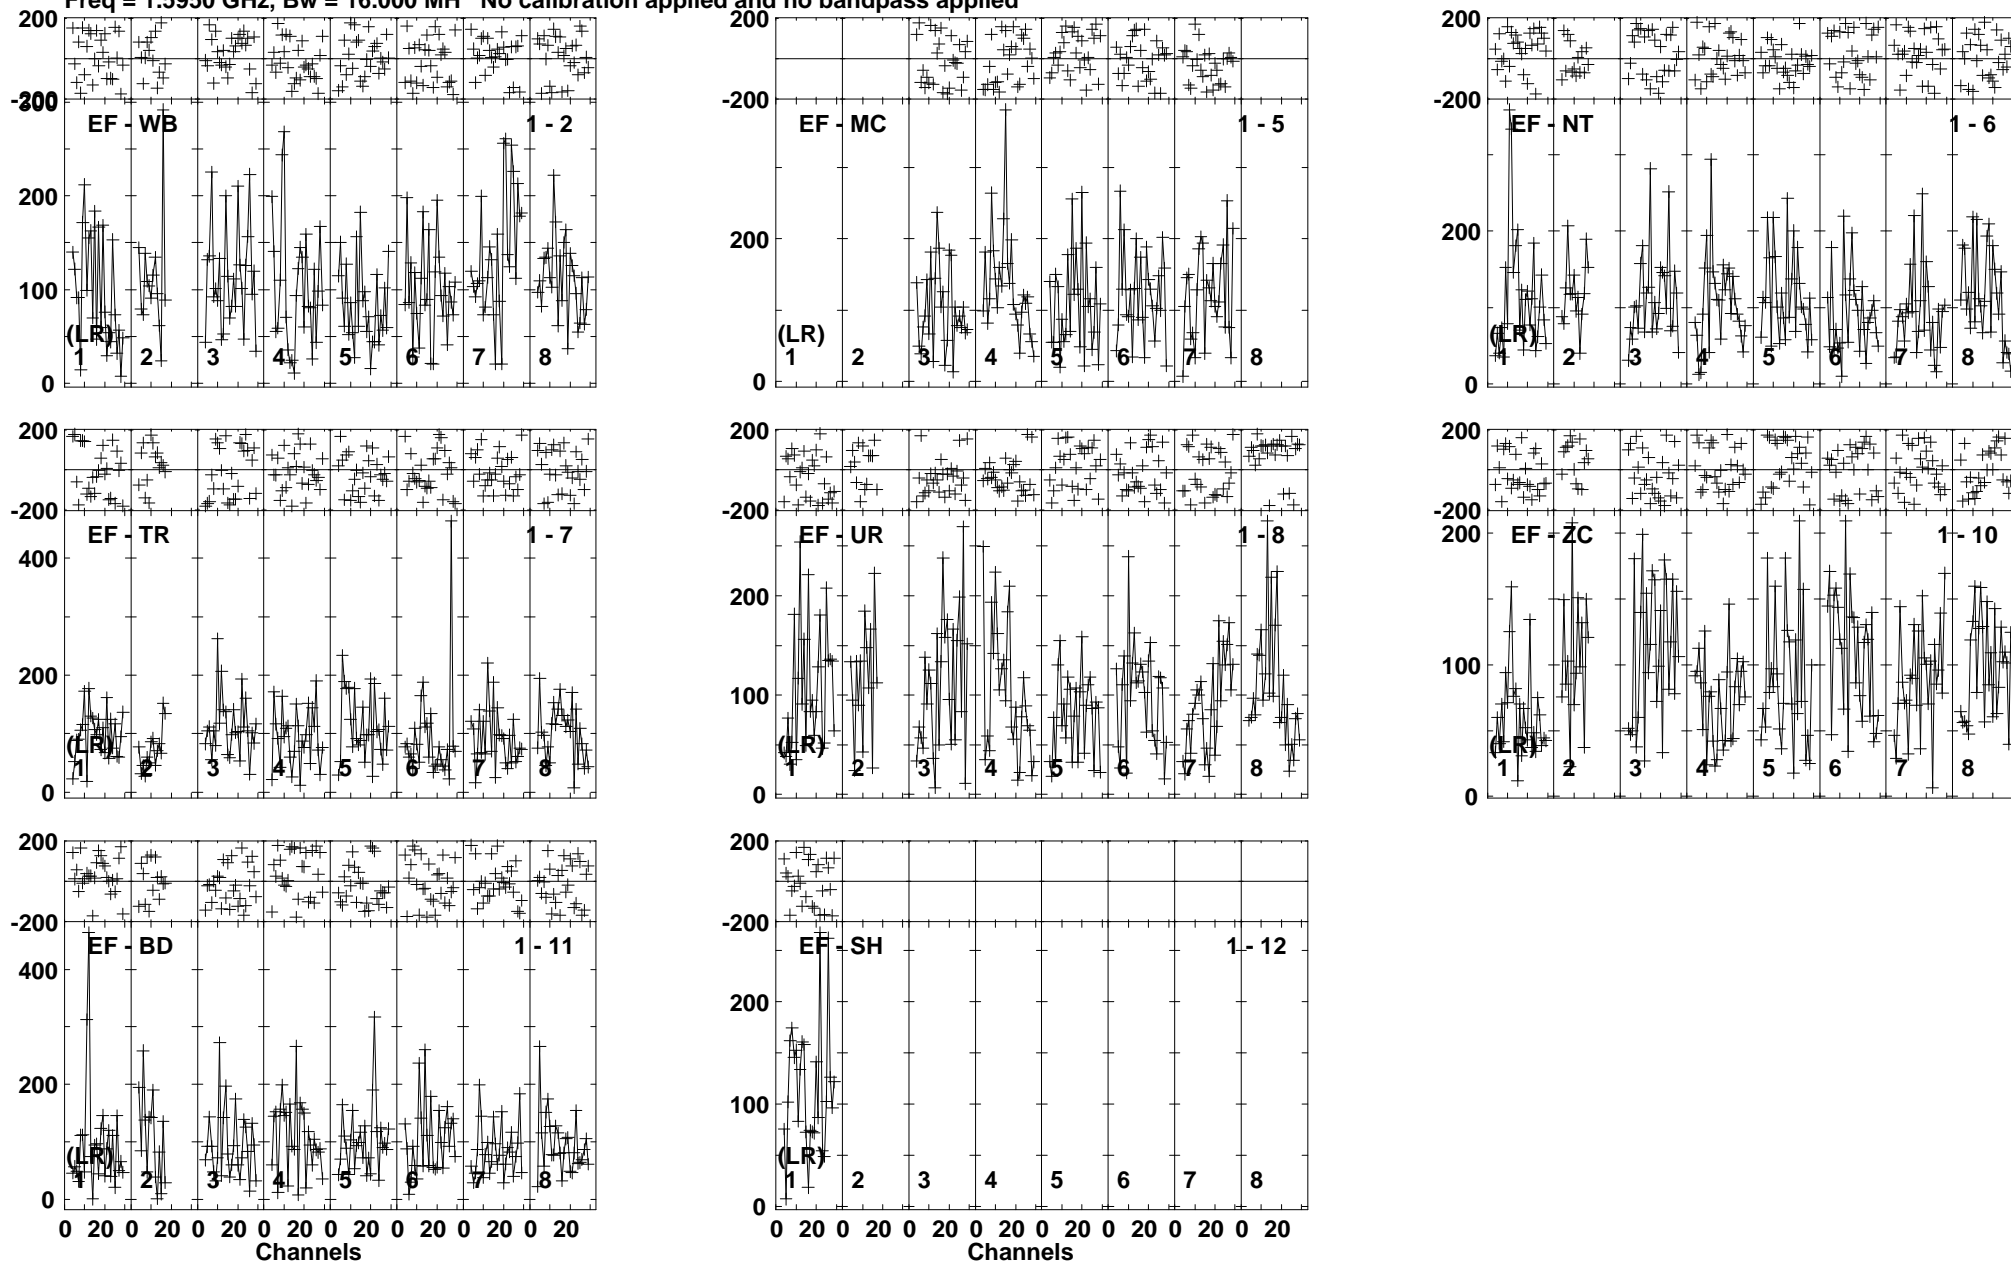 Freq = 1.5950 GHz, Bw = 16.000 MH No calibration applied and no bandpass applied
200
-200
300
200
100
0
EF - WB
1 - 2
(LR)
1 2 3 4 5 6 7 8
200
-200
200
0
EF - MC
1 - 5
(LR)
1 2 3 4 5 6 7 8
200
-200
200
0
EF - NT
1 - 6
(LR)
1 2 3 4 5 6 7 8
200
-200
400
200
0
EF - TR
1 - 7
(LR)
1 2 3 4 5 6 7 8
200
-200
200
100
0
EF - UR
1 - 8
(LR)
1 2 3 4 5 6 7 8
200
-200
200
100
0
EF - ZC
1 - 10
(LR)
1 2 3 4 5 6 7 8
200
-200
400
200
0
EF - BD
1 - 11
(LR)
1 2 3 4 5 6 7 8
0 20 0 20 0 20 0 20 0 20 0 20 0 20 0 20
Channels
200
-200
200
100
0
EF - SH
1 - 12
(LR)
1 2 3 4 5 6 7 8
0 20 0 20 0 20 0 20 0 20 0 20 0 20 0 20
Channels